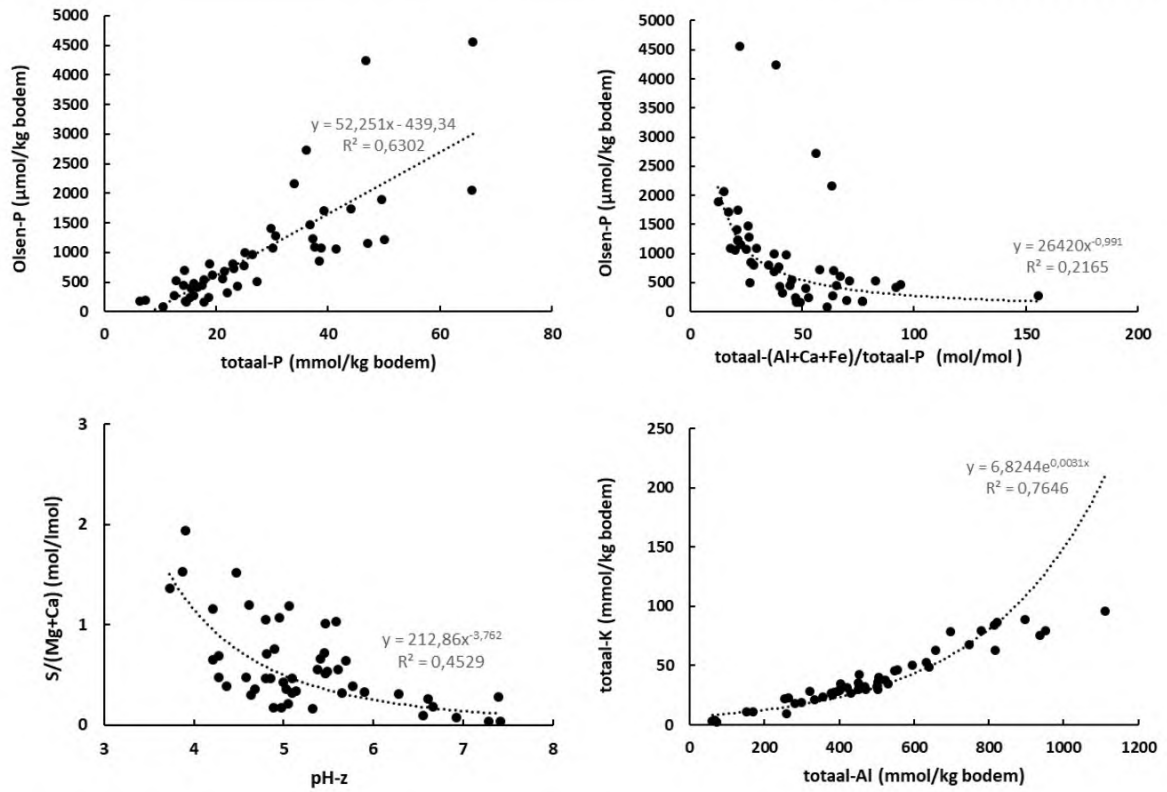 5000
4500
4000
3500
3000
2500
2000
1500
1000
500
0
Olsen-P (µmol/kg bodem)
y = 52,251x - 439,34
R² = 0,6302
0 20 40 60 80
totaal-P (mmol/kg bodem)
5000
4500
4000
3500
3000
2500
2000
1500
1000
500
0
Olsen-P (µmol/kg bodem)
y = 26420x^-0,991
R² = 0,2165
0 50 100 150 200
totaal-(Al+Ca+Fe)/totaal-P (mol/mol )
3
2
1
0
S/(Mg+Ca) (mol/lmol)
y = 212,86x^-3,762
R² = 0,4529
3 4 5 6 7 8
pH-z
250
200
150
100
50
0
totaal-K (mmol/kg bodem)
y = 6,8244e^0,0031x
R² = 0,7646
0 200 400 600 800 1000 1200
totaal-Al (mmol/kg bodem)